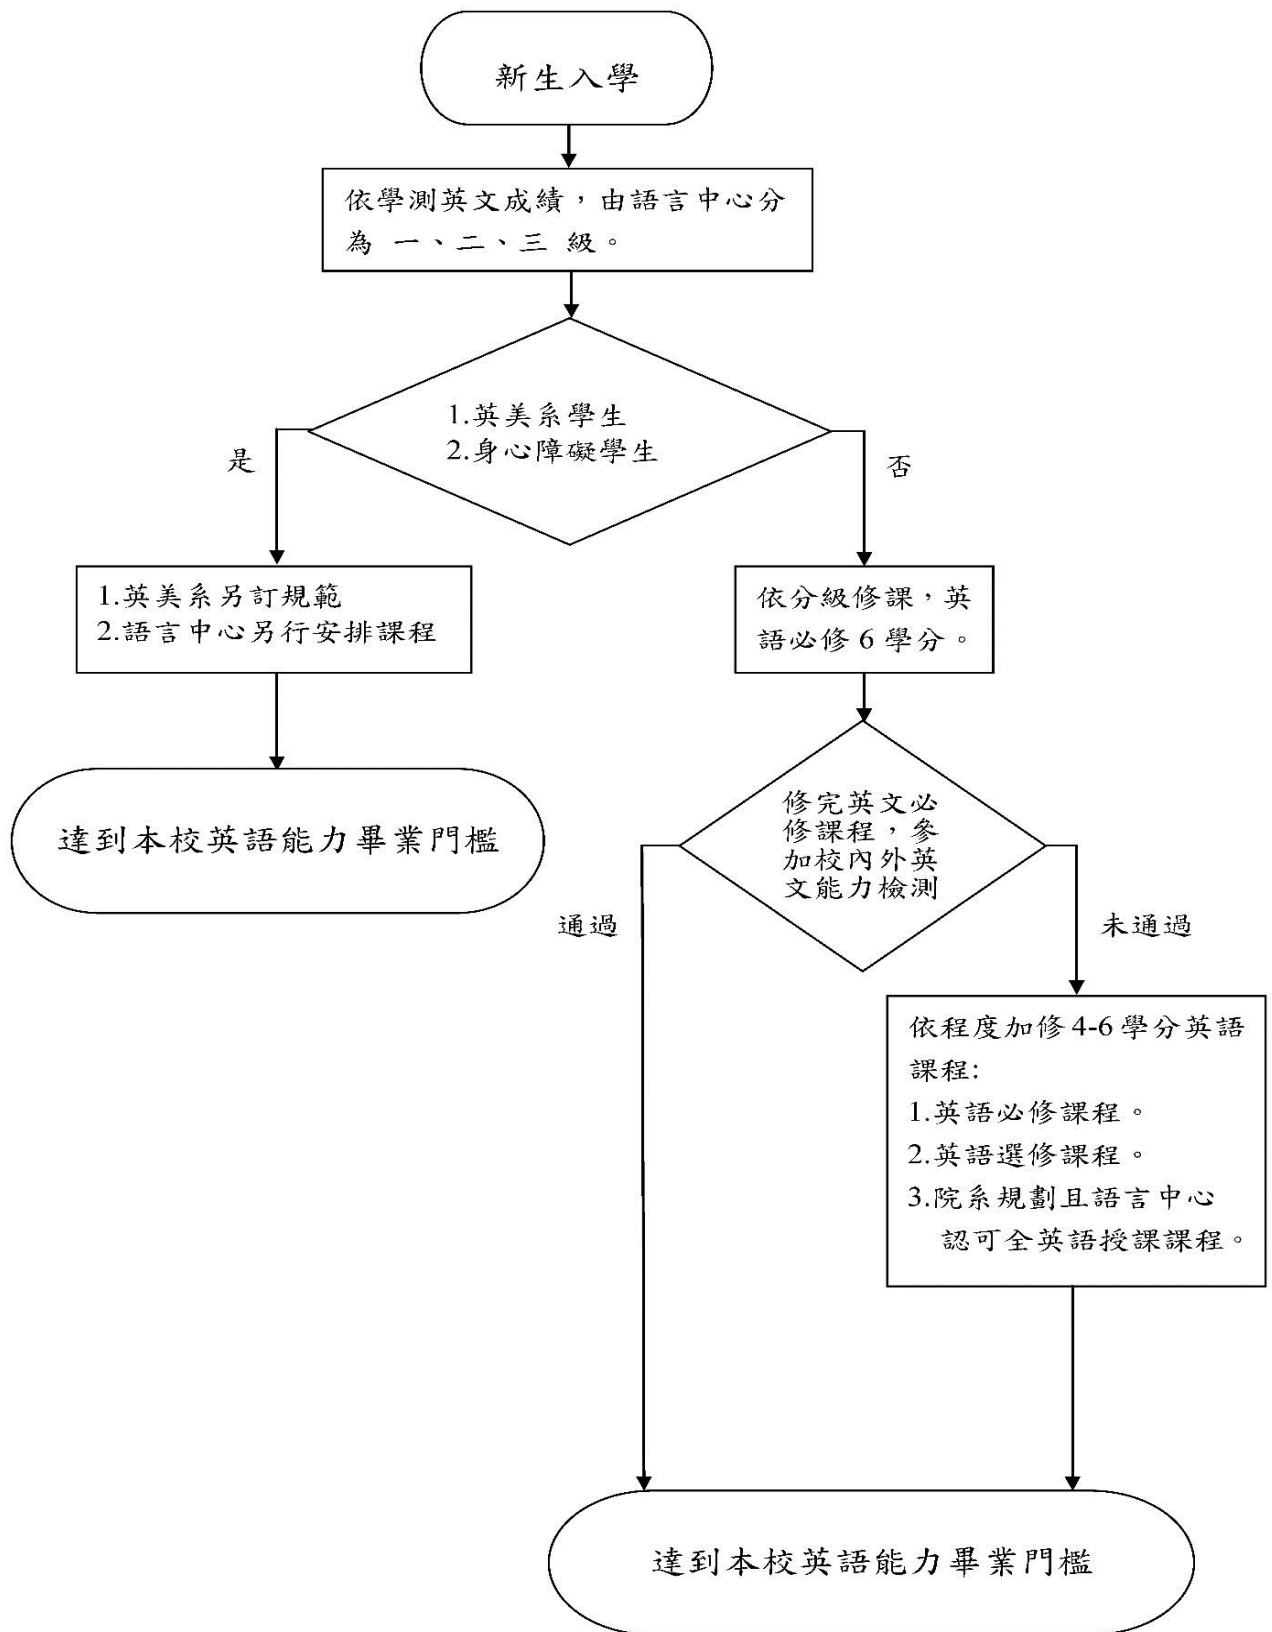 新生入學
依學測英文成績，由語言中心分
為 一、二、三 級。
1.英美系學生
2.身心障礙學生
是
否
1.英美系另訂規範
2.語言中心另行安排課程
依分級修課，英
語必修 6 學分。
達到本校英語能力畢業門檻
修完英文必
修課程，參
加校內外英
文能力檢測
通過
未通過
依程度加修 4-6 學分英語
課程:
1.英語必修課程。
2.英語選修課程。
3.院系規劃且語言中心
認可全英語授課課程。
達到本校英語能力畢業門檻